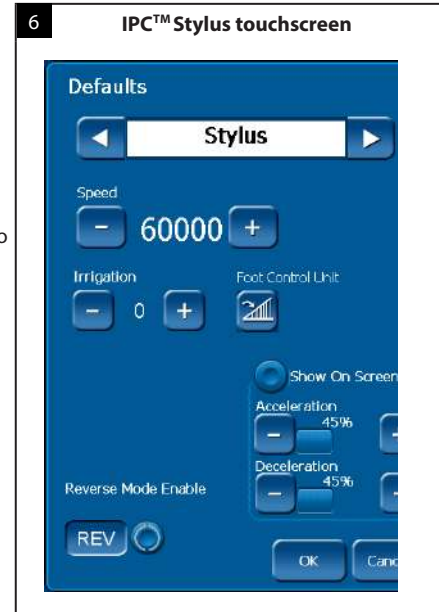 6 IPC™ Stylus touchscreen
Defaults
Stylus
Speed
- 60000 +
Irrigation Foot Control Unit
- 0 +
Show On Screen
Acceleration
- 45%
Deceleration
- 45%
Reverse Mode Enable
REV
OK Canc